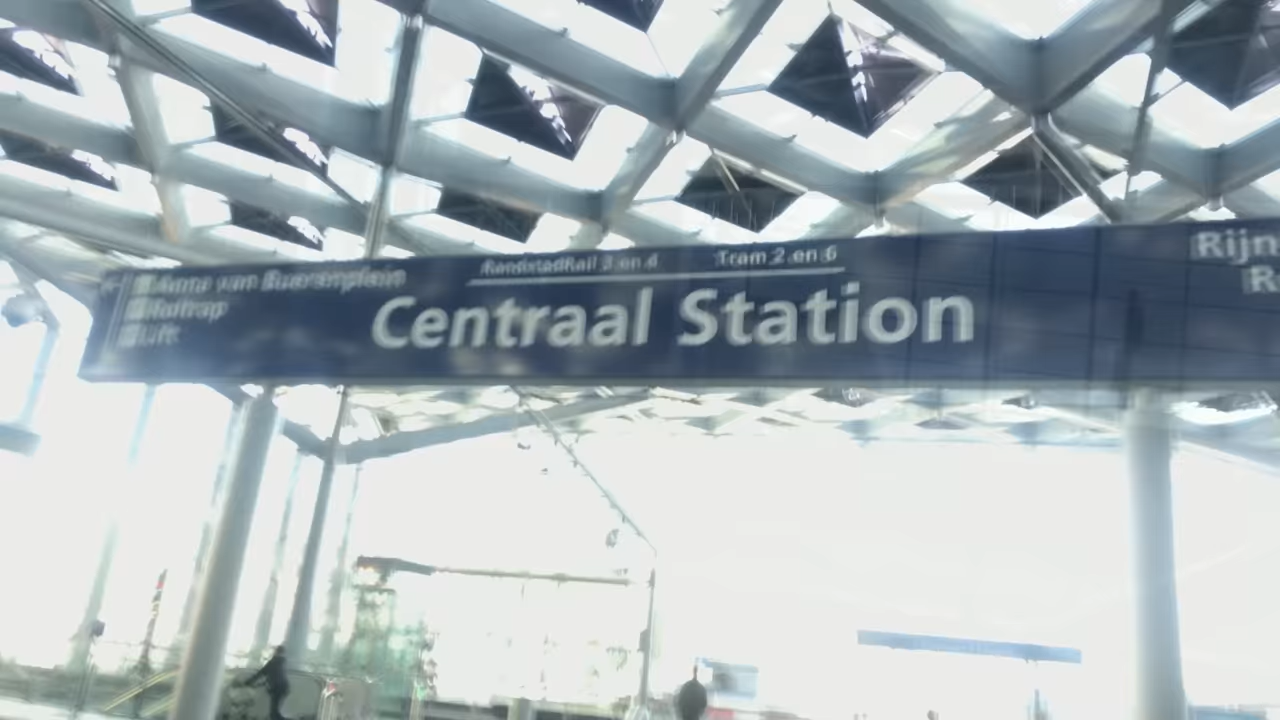 Anna van Buerenplein
Roltrap
Lift
RandstadRail 3 en 4
Tram 2 en 6
Centraal Station
Rijn